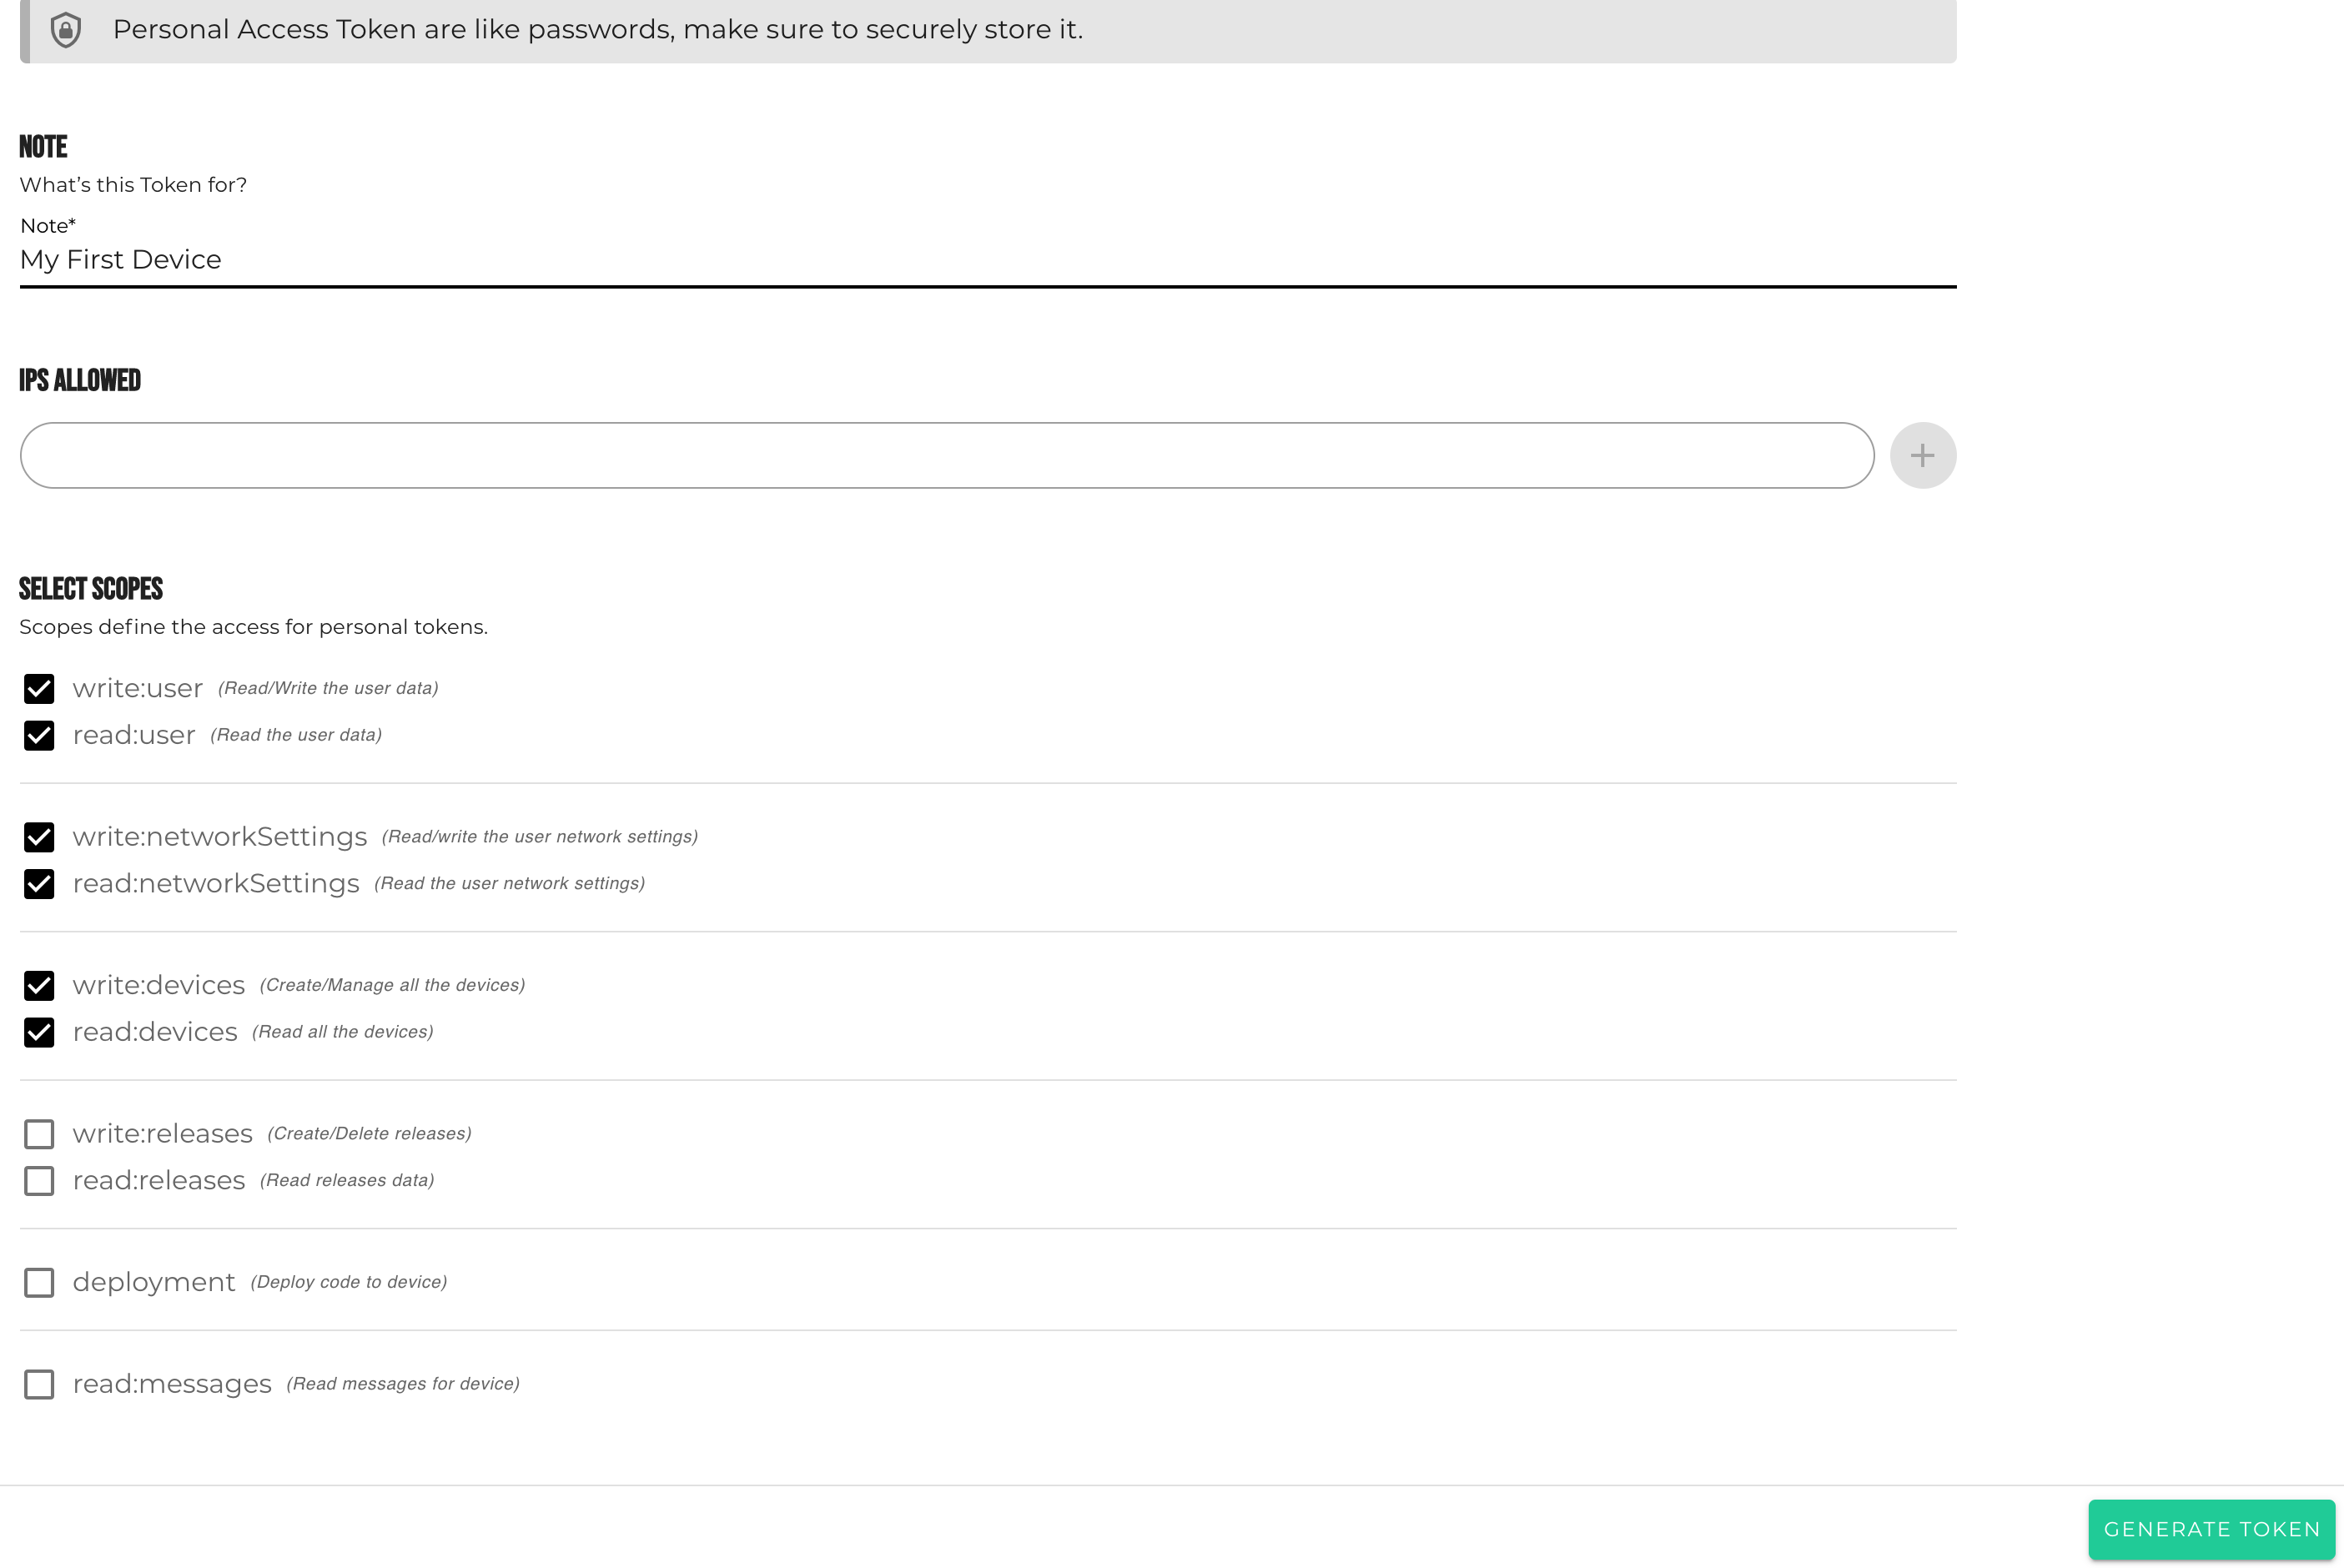 Personal Access Token are like passwords, make sure to securely store it.
NOTE
What's this Token for?
Note*
My First Device
IPS ALLOWED
SELECT SCOPES
Scopes define the access for personal tokens.
write:user (Read/Write the user data)
read:user (Read the user data)
write:networkSettings (Read/write the user network settings)
read:networkSettings (Read the user network settings)
write:devices (Create/Manage all the devices)
read:devices (Read all the devices)
write:releases (Create/Delete releases)
read:releases (Read releases data)
deployment (Deploy code to device)
read:messages (Read messages for device)
GENERATE TOKEN